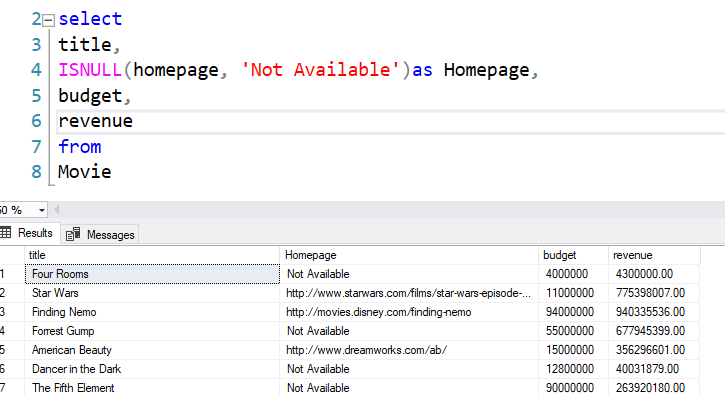 2 select
3 title,
4 ISNULL(homepage, 'Not Available')as Homepage,
5 budget,
6 revenue
7 from
8 Movie
0 %
Results Messages
title Homepage budget revenue
1 Four Rooms Not Available 4000000 4300000.00
2 Star Wars http://www.starwars.com/films/star-wars-episode-... 11000000 775398007.00
3 Finding Nemo http://movies.disney.com/finding-nemo 94000000 940335536.00
4 Forrest Gump Not Available 55000000 677945399.00
5 American Beauty http://www.dreamworks.com/ab/ 15000000 356296601.00
6 Dancer in the Dark Not Available 12800000 40031879.00
7 The Fifth Element Not Available 90000000 263920180.00